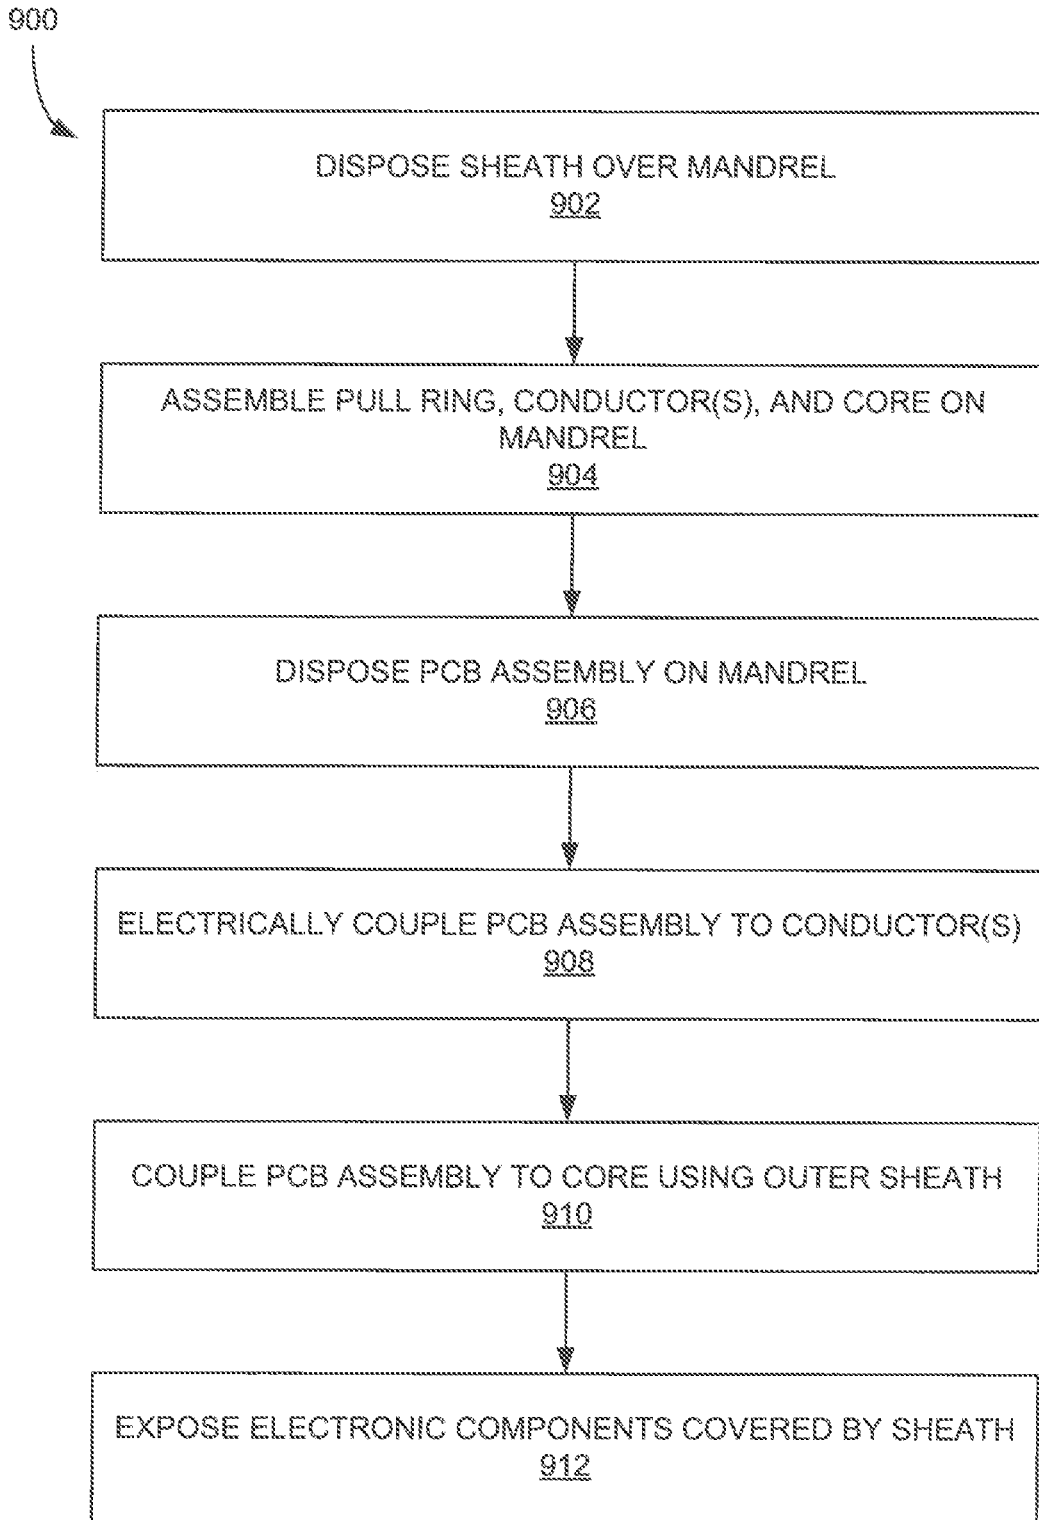 900
DISPOSE SHEATH OVER MANDREL
902
ASSEMBLE PULL RING, CONDUCTOR(S), AND CORE ON
MANDREL
904
DISPOSE PCB ASSEMBLY ON MANDREL
906
ELECTRICALLY COUPLE PCB ASSEMBLY TO CONDUCTOR(S)
908
COUPLE PCB ASSEMBLY TO CORE USING OUTER SHEATH
910
EXPOSE ELECTRONIC COMPONENTS COVERED BY SHEATH
912